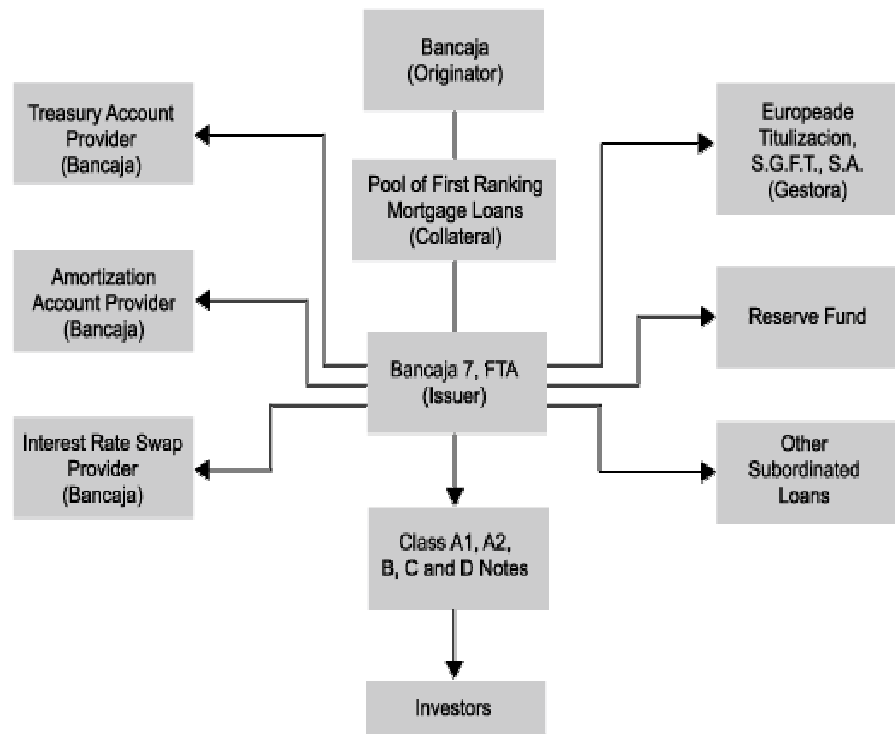 Bancaja
(Originator)
Treasury Account
Provider
(Bancaja)
Pool of First Ranking
Mortgage Loans
(Collateral)
Europeade
Titulizacion,
S.G.F.T., S.A.
(Gestora)
Amortization
Account Provider
(Bancaja)
Bancaja 7, FTA
(Issuer)
Reserve Fund
Interest Rate Swap
Provider
(Bancaja)
Other
Subordinated
Loans
Class A1, A2,
B, C and D Notes
Investors